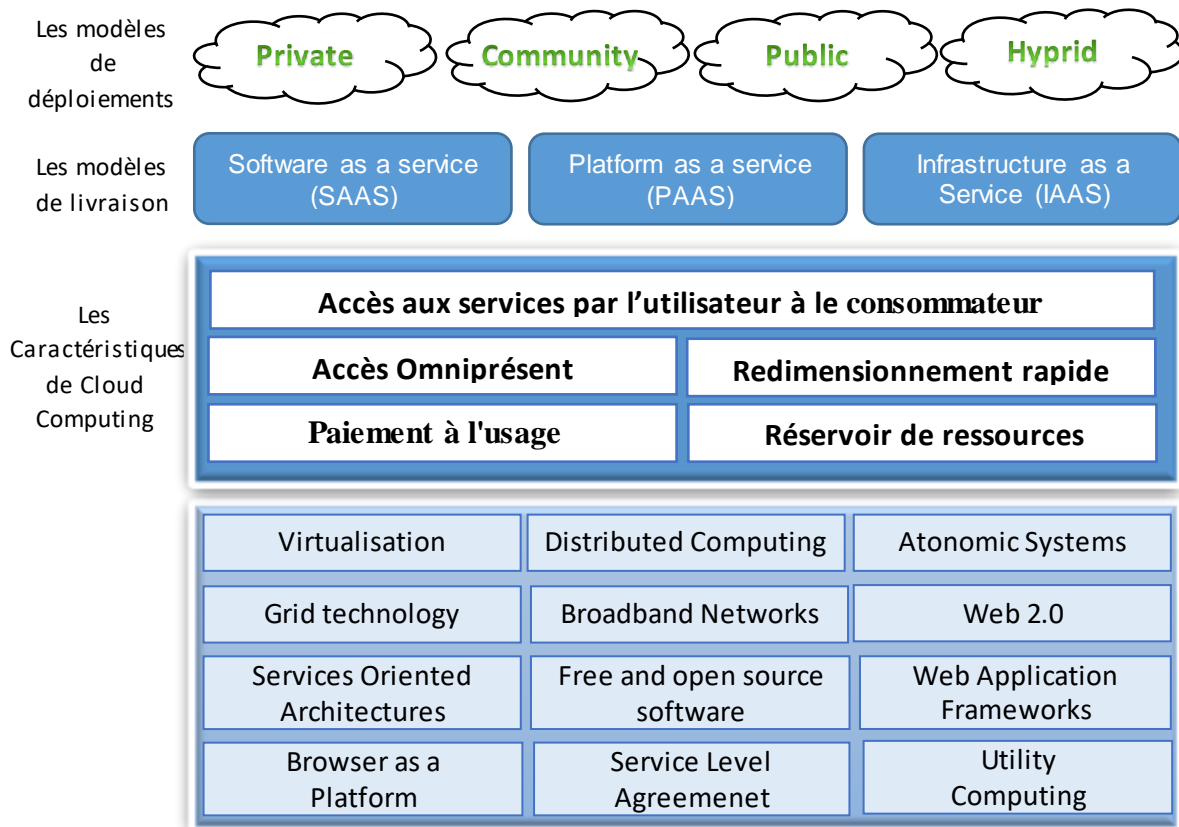 Les modèles
de
déploiements
Private
Community
Public
Hyprid
Les modèles
de livraison
Software as a service
(SAAS)
Platform as a service
(PAAS)
Infrastructure as a
Service (IAAS)
Les
Caractéristiques
de Cloud
Computing
Accès aux services par l’utilisateur à le consommateur
Accès Omniprésent
Redimensionnement rapide
Paiement à l'usage
Réservoir de ressources
Virtualisation
Distributed Computing
Atonomic Systems
Grid technology
Broadband Networks
Web 2.0
Services Oriented
Architectures
Free and open source
software
Web Application
Frameworks
Browser as a
Platform
Service Level
Agreemenet
Utility
Computing